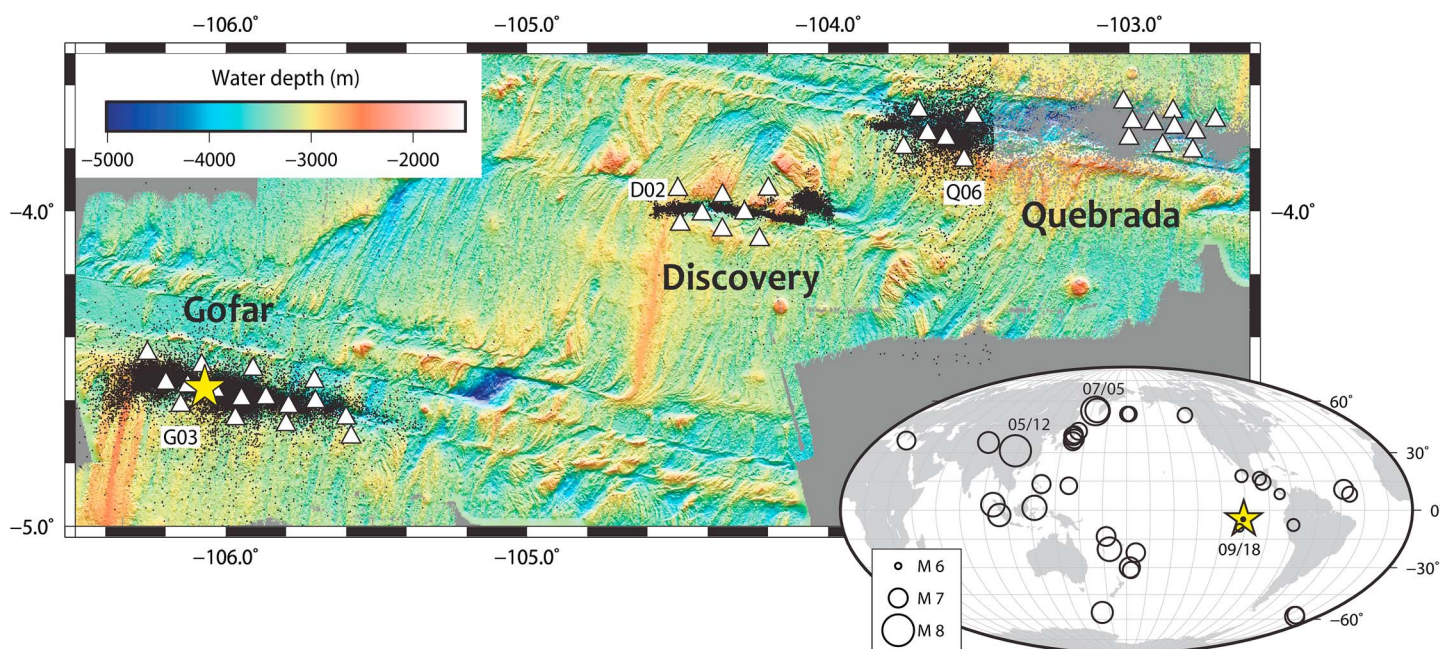 −106.0°
−105.0°
−104.0°
−103.0°
Water depth (m)
−5000
−4000
−3000
−2000
D02
Q06
−4.0°
−4.0°
Quebrada
Discovery
Gofar
G03
−5.0°
−106.0°
−105.0°
−104.0°
07/05
05/12
60°
30°
0
09/18
−30°
−60°
M 6
M 7
M 8